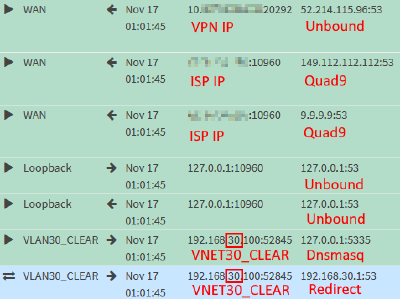 WAN Nov 17 10. :20292 52.214.115.96:53
01:01:45 VPN IP Unbound
WAN Nov 17 :10960 149.112.112.112:53
01:01:45 ISP IP Quad9
WAN Nov 17 :10960 9.9.9.9:53
01:01:45 ISP IP Quad9
Loopback Nov 17 127.0.0.1:10960 127.0.0.1:53
01:01:45 Unbound
Loopback Nov 17 127.0.0.1:10960 127.0.0.1:53
01:01:45 Unbound
VLAN30_CLEAR Nov 17 192.168.30.100:52845 127.0.0.1:5335
01:01:45 VNET30_CLEAR Dnsmasq
VLAN30_CLEAR Nov 17 192.168.30.100:52845 192.168.30.1:53
01:01:45 VNET30_CLEAR Redirect